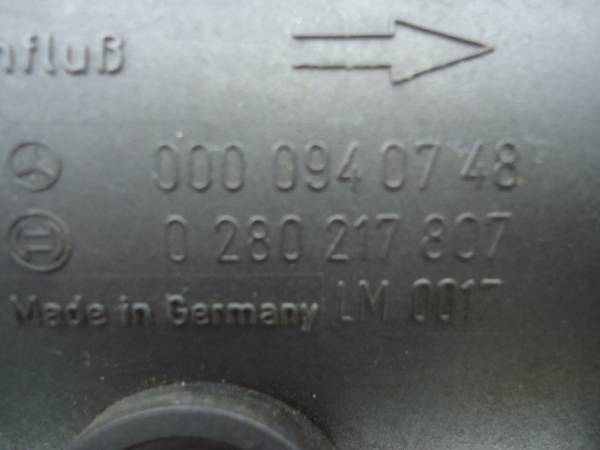 nfluß
000 094 07 48
0 280 217 807
Made in Germany LM 0017